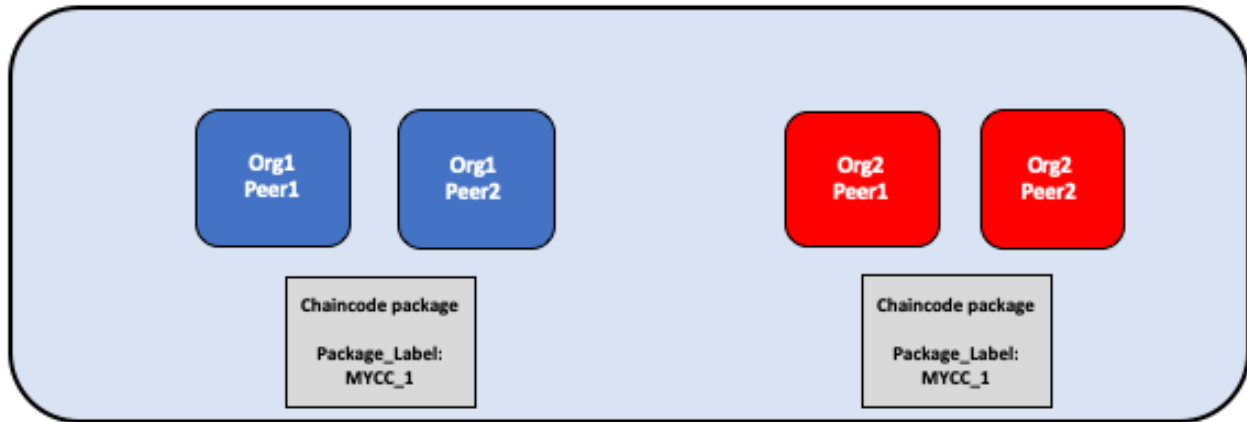 Org1
Peer1
Org1
Peer2
Org2
Peer1
Org2
Peer2
Chaincode package
Package_Label:
MYCC_1
Chaincode package
Package_Label:
MYCC_1